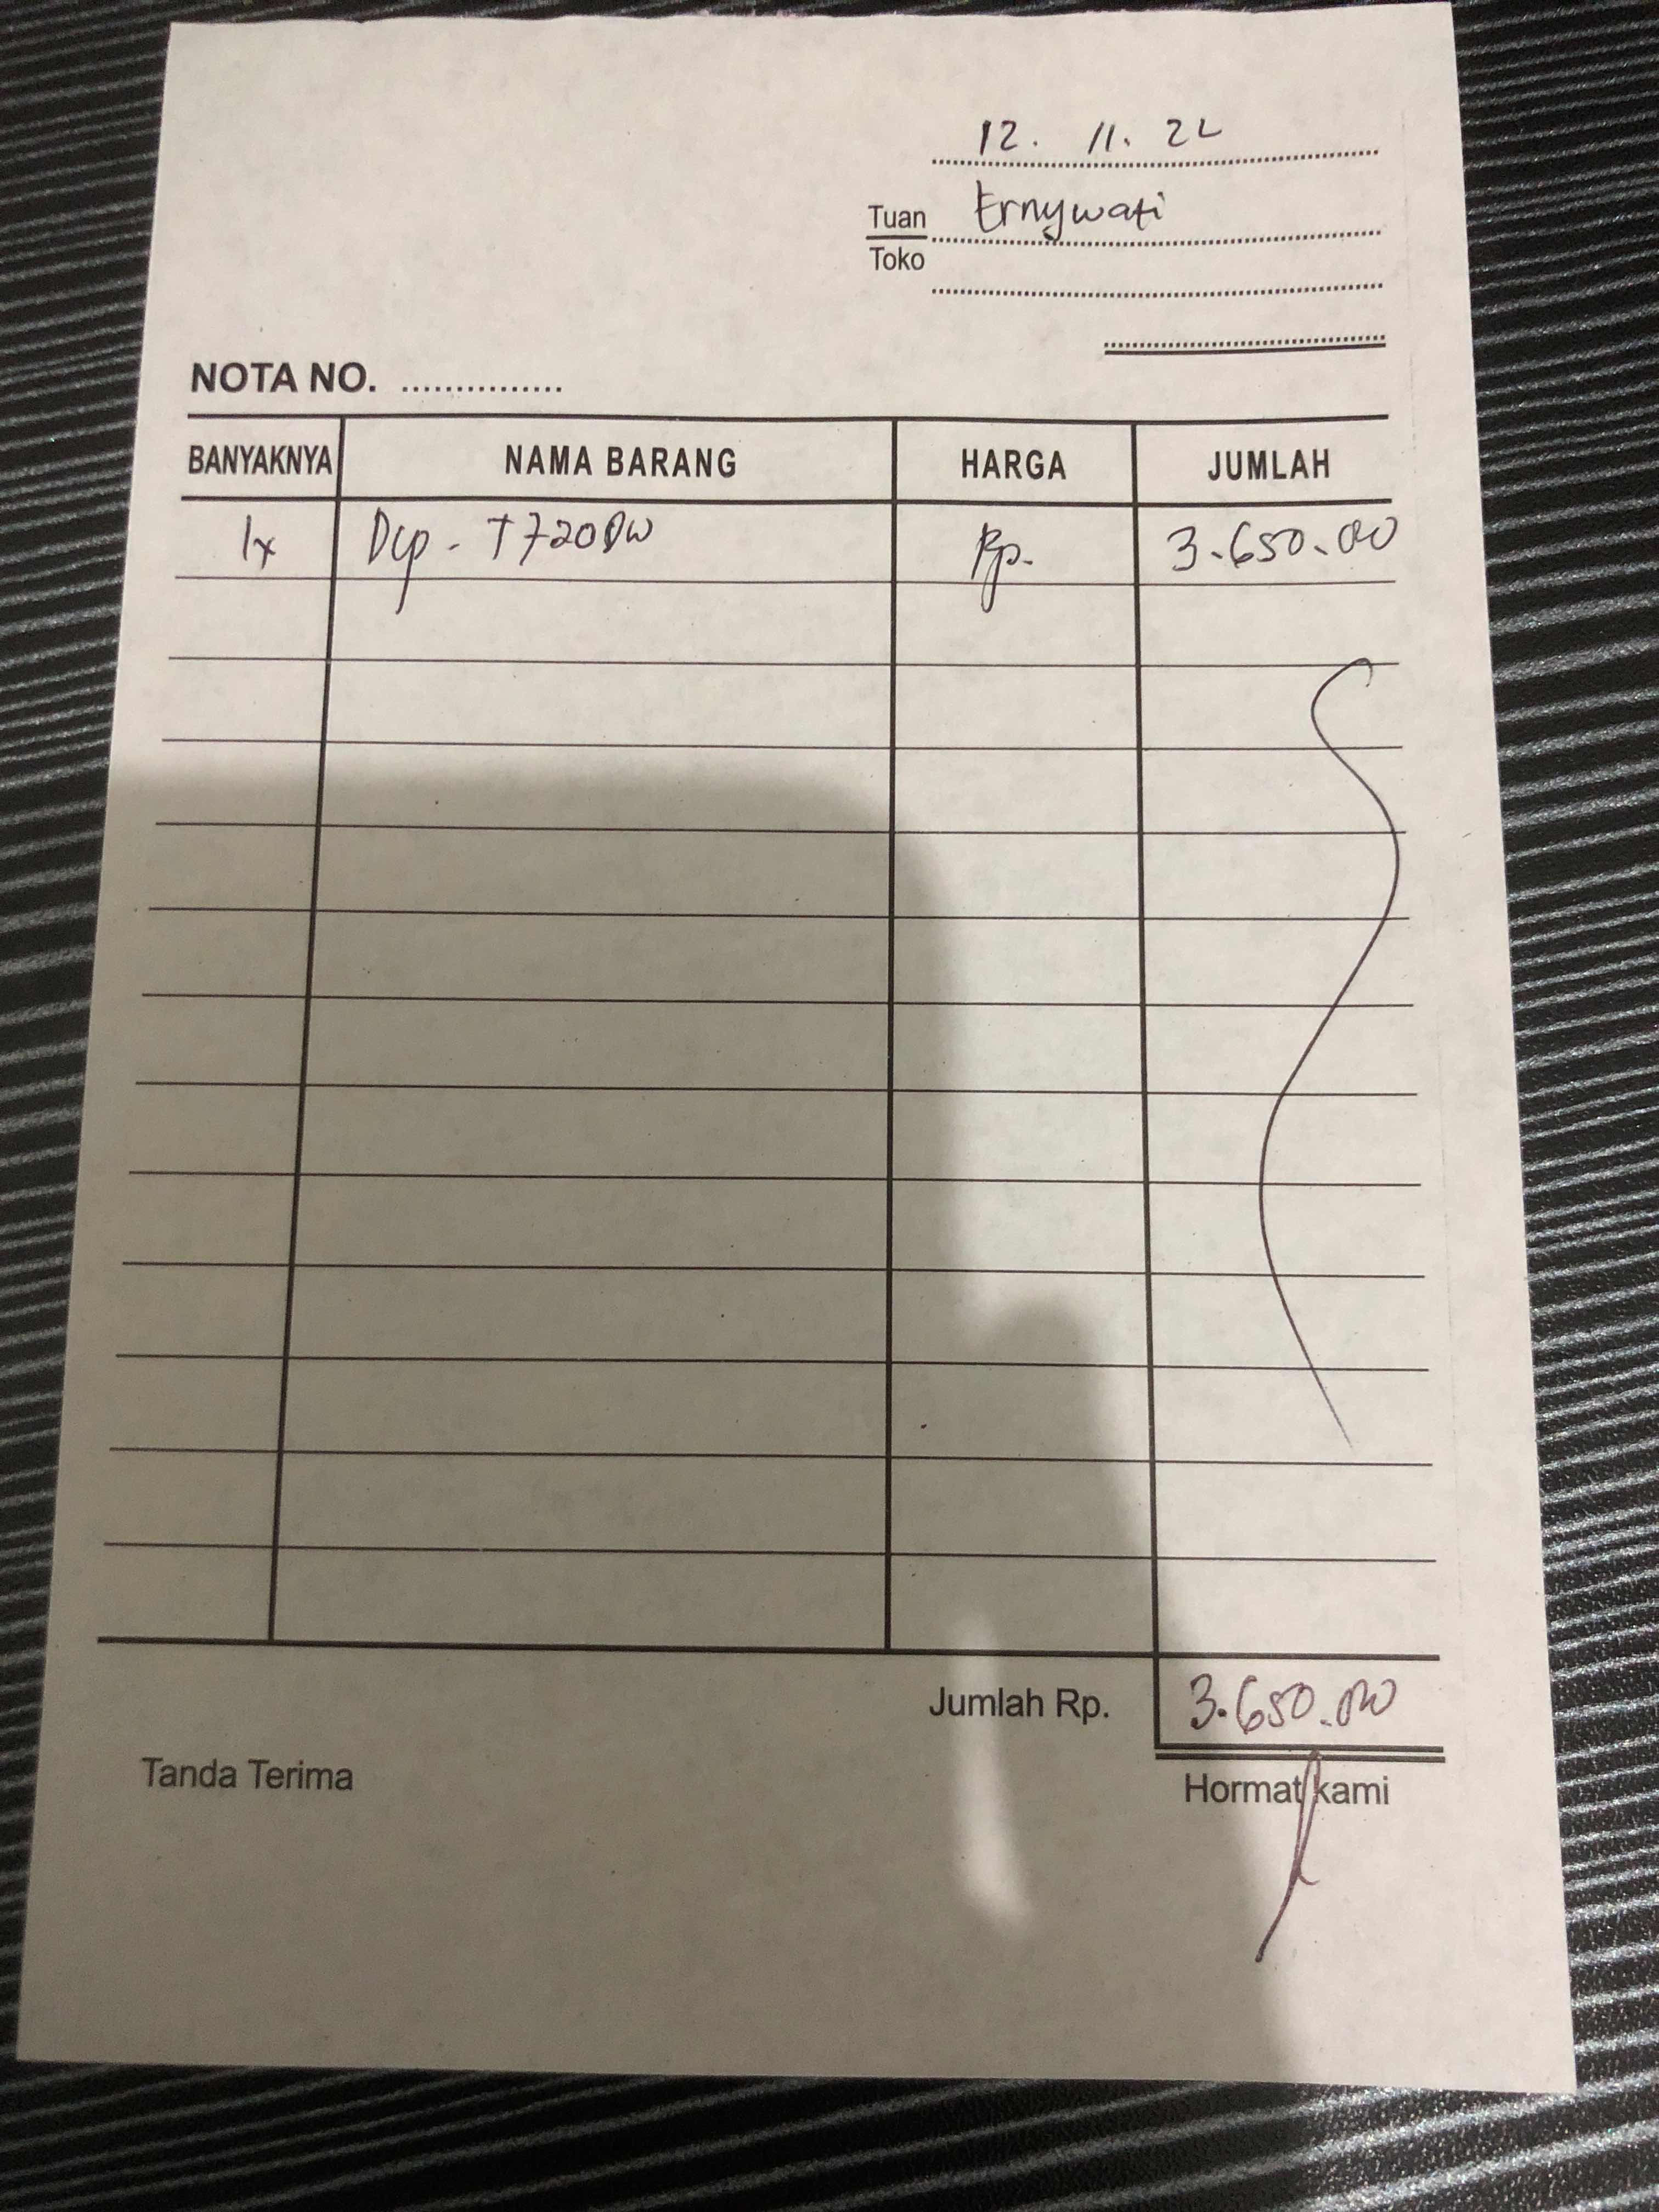 12. 11. 22
Tuan Ernywati
Toko
NOTA NO. ...............
BANYAKNYA NAMA BARANG HARGA JUMLAH
1x Dcp - T720DW Rp. 3.650.000
Jumlah Rp. 3.650.000
Tanda Terima Hormat kami